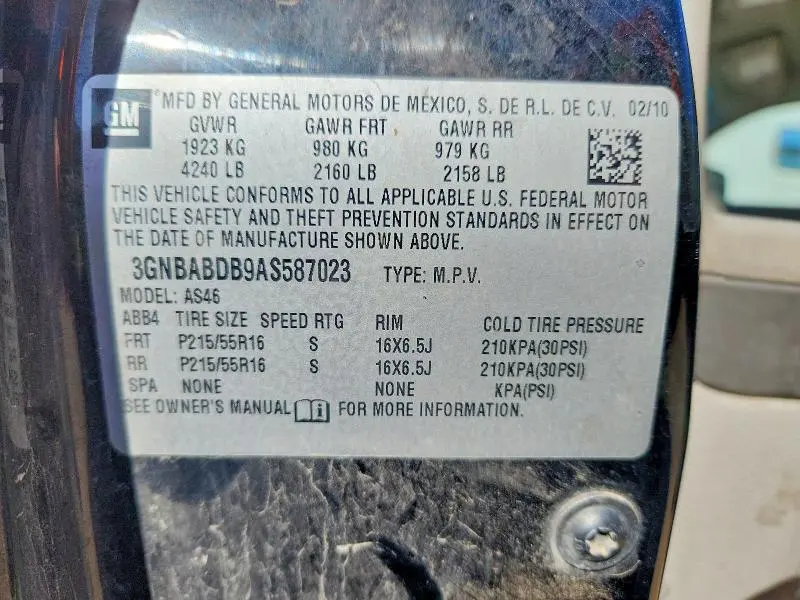 GM
MFD BY GENERAL MOTORS DE MEXICO, S. DE R.L. DE C.V. 02/10
GVWR GAWR FRT GAWR RR
1923 KG 980 KG 979 KG
4240 LB 2160 LB 2158 LB
THIS VEHICLE CONFORMS TO ALL APPLICABLE U.S. FEDERAL MOTOR
VEHICLE SAFETY AND THEFT PREVENTION STANDARDS IN EFFECT ON
THE DATE OF MANUFACTURE SHOWN ABOVE.
3GNBABDB9AS587023 TYPE: M.P.V.
MODEL: AS46
ABB4 TIRE SIZE SPEED RTG RIM COLD TIRE PRESSURE
FRT P215/55R16 S 16X6.5J 210KPA(30PSI)
RR P215/55R16 S 16X6.5J 210KPA(30PSI)
SPA NONE NONE KPA(PSI)
SEE OWNER'S MANUAL i FOR MORE INFORMATION.